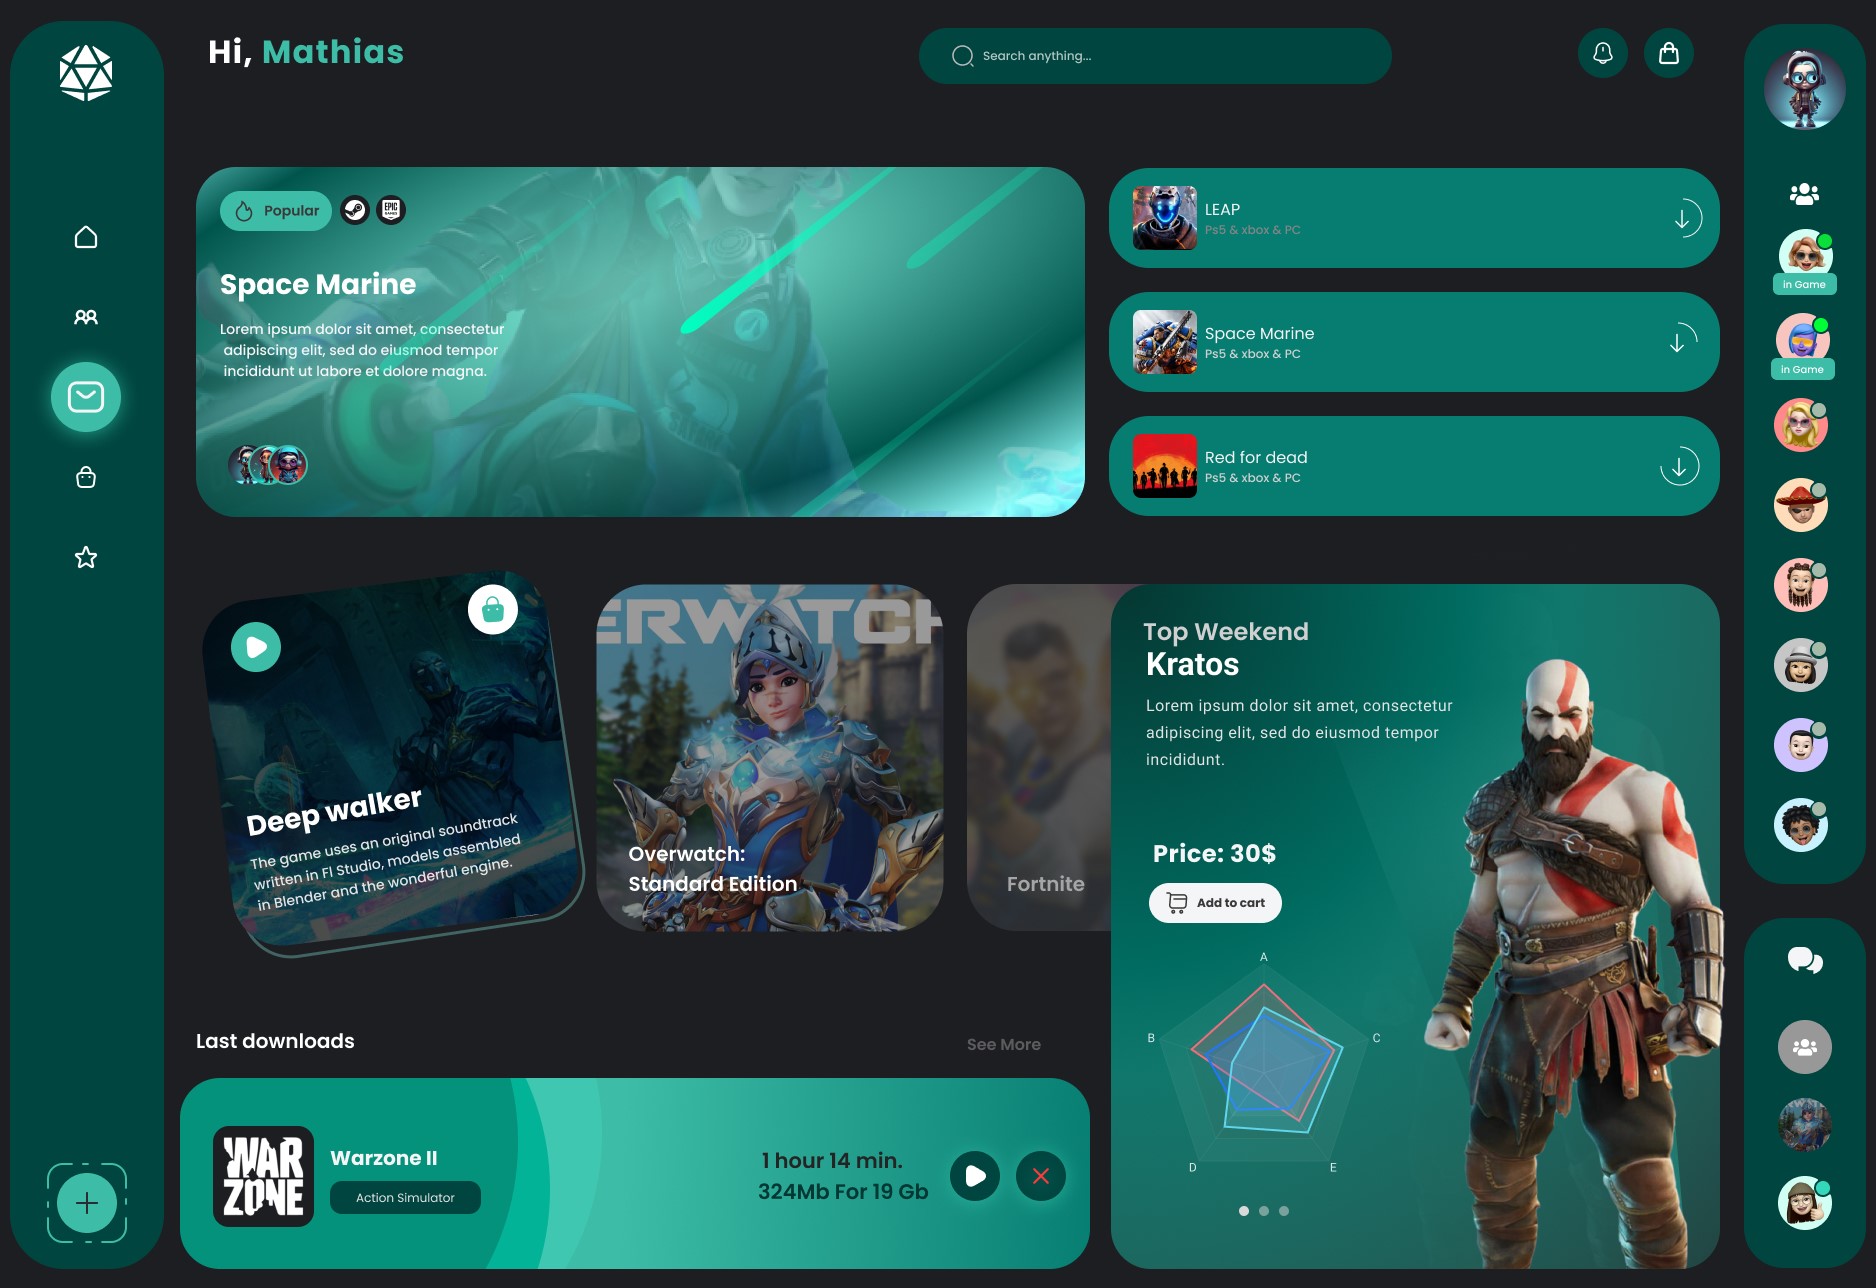 Hi, Mathias
Search anything...
Popular
EPIC
GAMES
Space Marine
Lorem ipsum dolor sit amet, consectetur
adipiscing elit, sed do eiusmod tempor
incididunt ut labore et dolore magna.
LEAP
Ps5 & xbox & PC
Space Marine
Ps5 & xbox & PC
Red for dead
Ps5 & xbox & PC
in Game
in Game
Deep walker
The game uses an original soundtrack
written in Fl Studio, models assembled
in Blender and the wonderful engine.
ERWATCH
Overwatch:
Standard Edition
Fortnite
Top Weekend
Kratos
Lorem ipsum dolor sit amet, consectetur
adipiscing elit, sed do eiusmod tempor
incididunt.
Price: 30$
Add to cart
A
B
C
D
E
Last downloads
See More
WAR
ZONE
Warzone II
Action Simulator
1 hour 14 min.
324Mb For 19 Gb